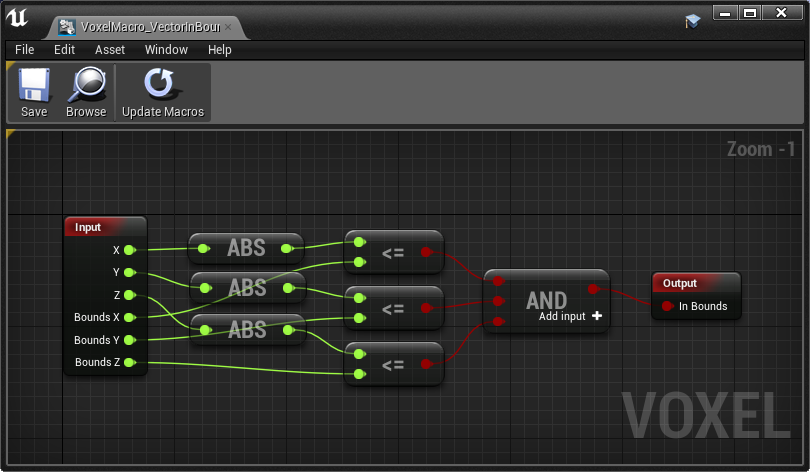 VoxelMacro_VectorInBour
File Edit Asset Window Help
Save Browse Update Macros
Zoom -1
Input
X
Y
Z
Bounds X
Bounds Y
Bounds Z
ABS
ABS
ABS
<=
<=
<=
AND
Add input
Output
In Bounds
VOXEL